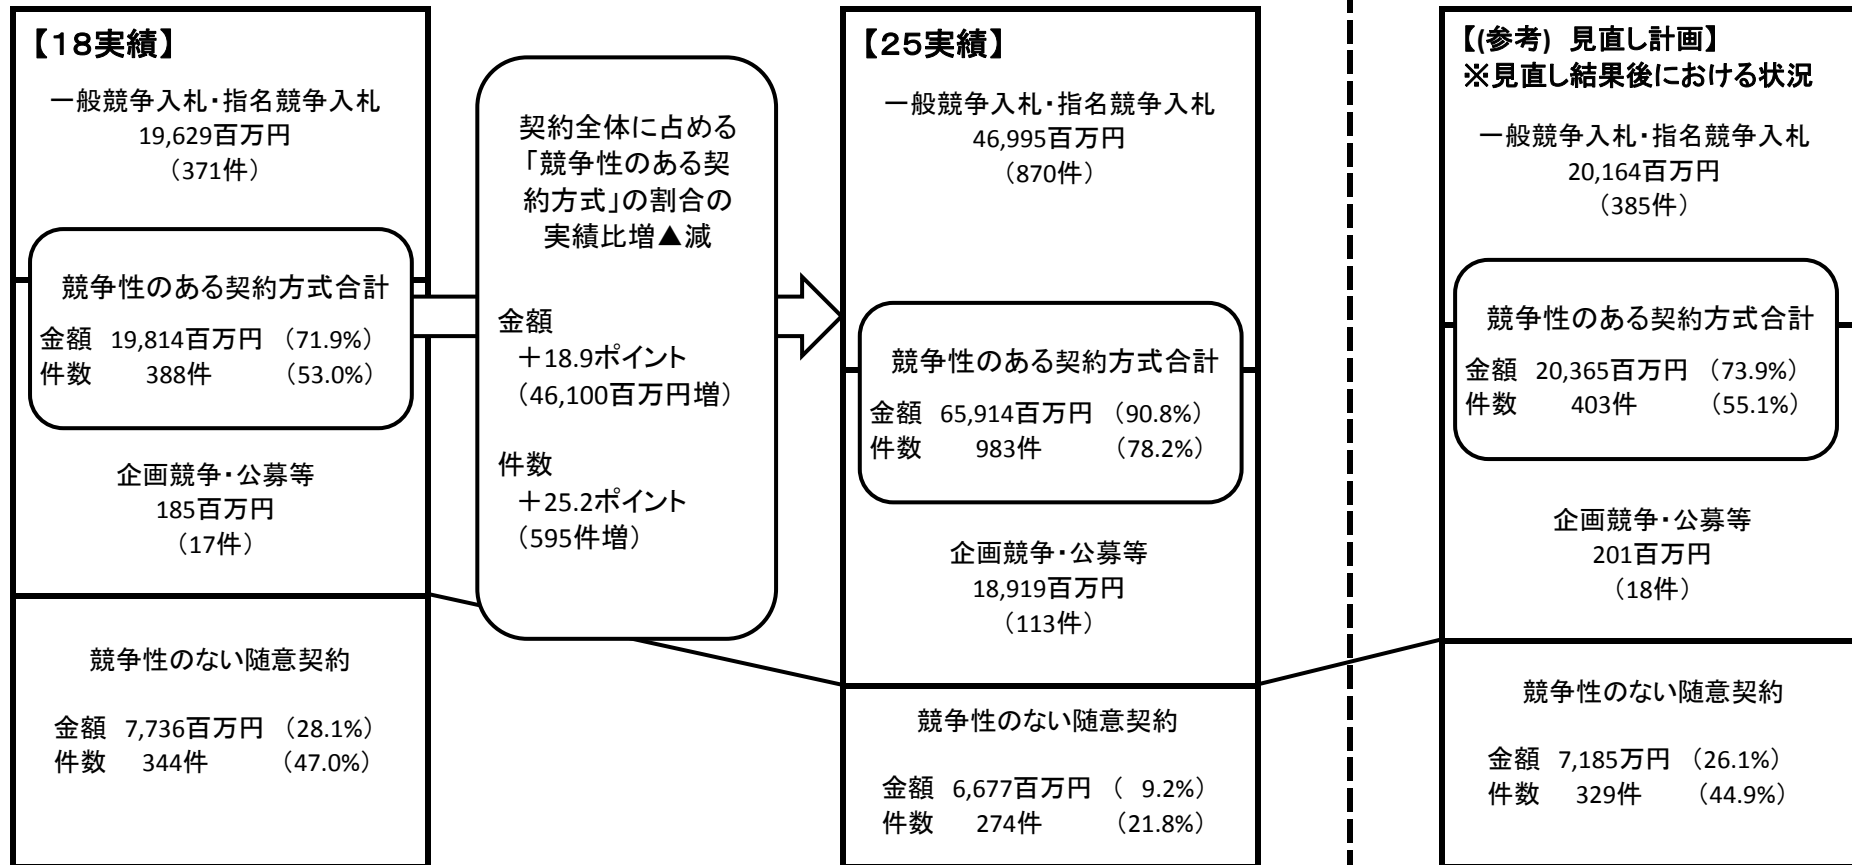 【18実績】
一般競争入札・指名競争入札
19,629百万円
（371件）
競争性のある契約方式合計
金額 19,814百万円 （71.9%）
件数 388件 （53.0%）
企画競争・公募等
185百万円
（17件）
競争性のない随意契約
金額 7,736百万円 （28.1%）
件数 344件 （47.0%）
契約全体に占める
「競争性のある契
約方式」の割合の
実績比増▲減
金額
＋18.9ポイント
（46,100百万円増）
件数
＋25.2ポイント
（595件増）
【25実績】
一般競争入札・指名競争入札
46,995百万円
（870件）
競争性のある契約方式合計
金額 65,914百万円 （90.8%）
件数 983件 （78.2%）
企画競争・公募等
18,919百万円
（113件）
競争性のない随意契約
金額 6,677百万円 （ 9.2%）
件数 274件 （21.8%）
【(参考) 見直し計画】
※見直し結果後における状況
一般競争入札・指名競争入札
20,164百万円
（385件）
競争性のある契約方式合計
金額 20,365百万円 （73.9%）
件数 403件 （55.1%）
企画競争・公募等
201百万円
（18件）
競争性のない随意契約
金額 7,185万円 （26.1%）
件数 329件 （44.9%）